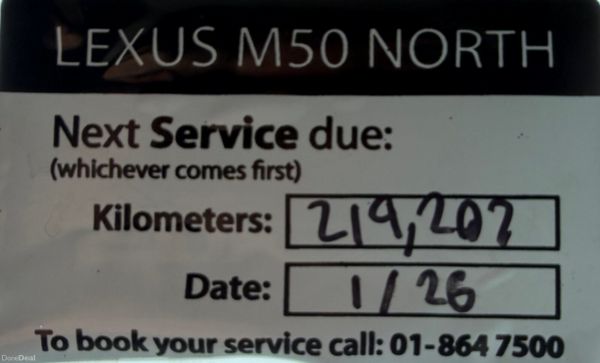 LEXUS M50 NORTH
Next Service due:
(whichever comes first)
Kilometers: 219,207
Date: 1/26
To book your service call: 01-864 7500
DoneDeal